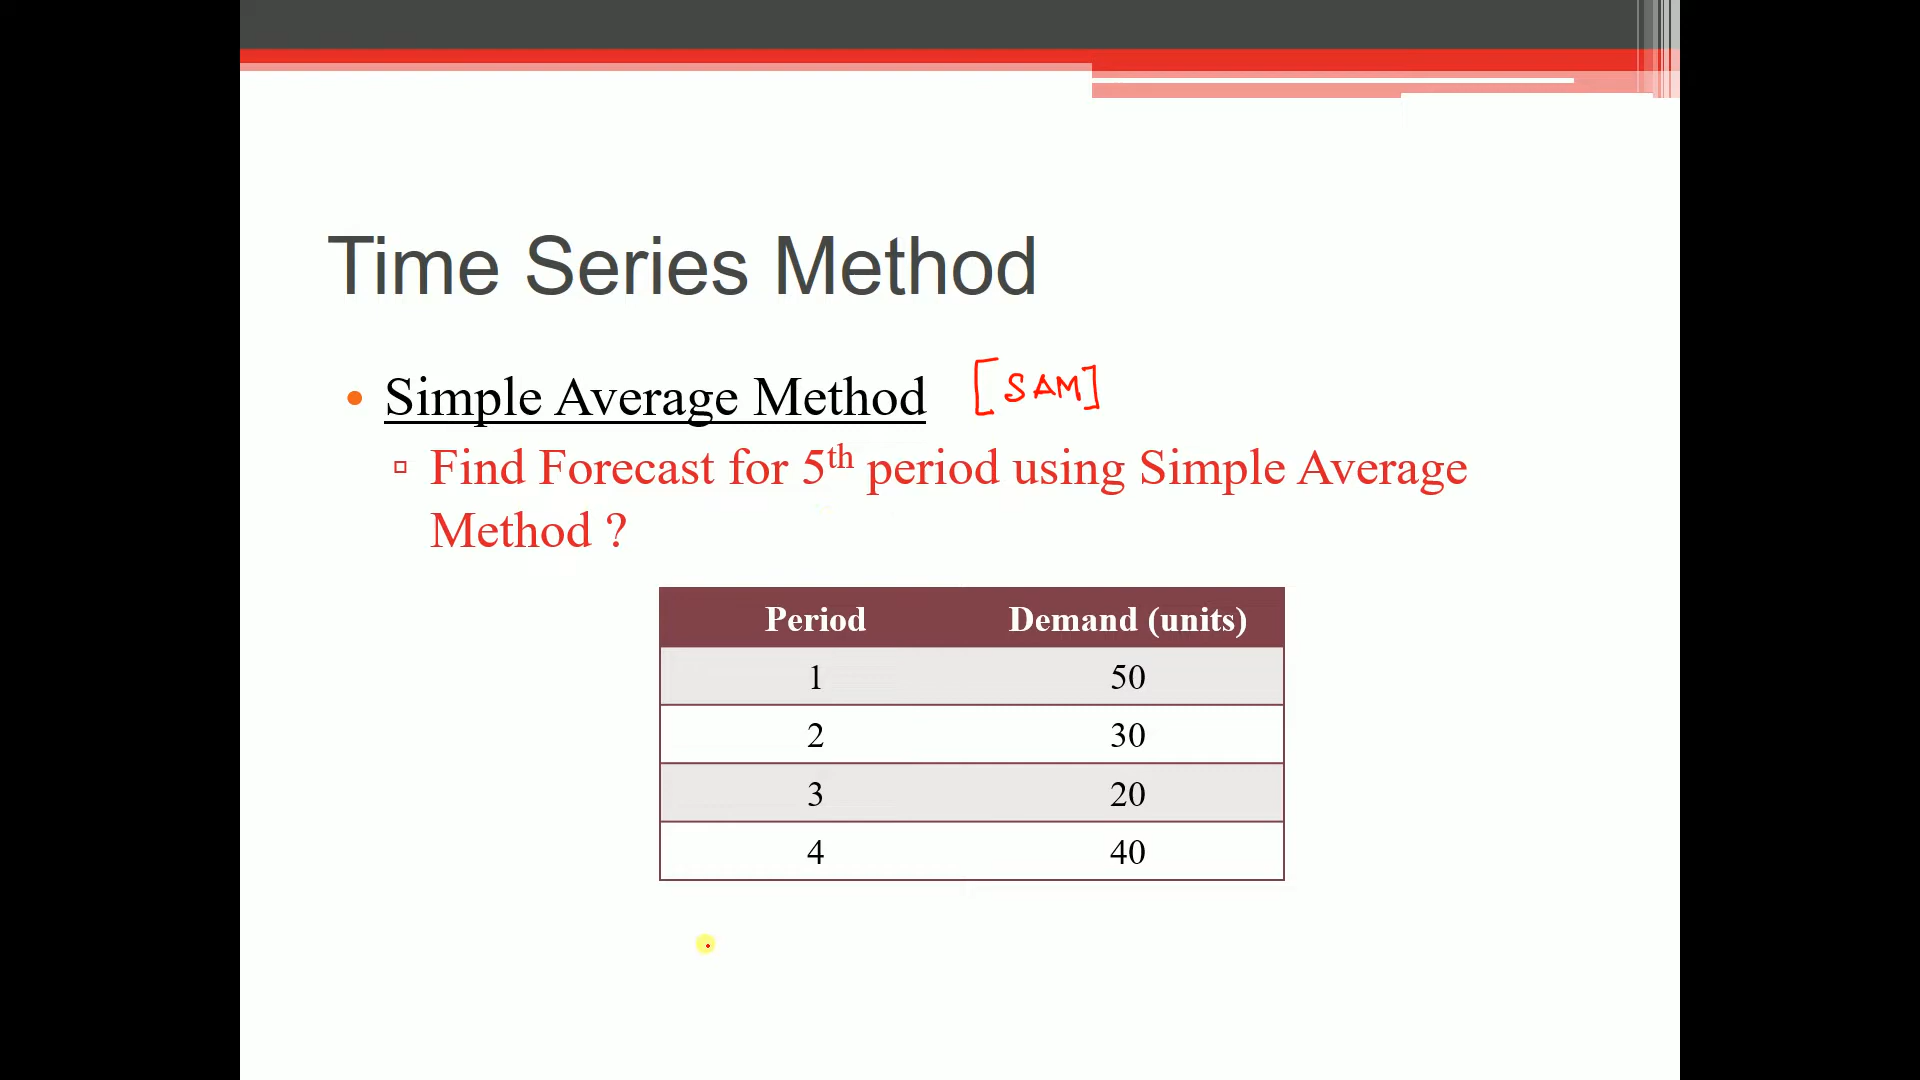 Time Series Method
• Simple Average Method [SAM]
▫ Find Forecast for 5th period using Simple Average
Method ?
Period Demand (units)
1 50
2 30
3 20
4 40